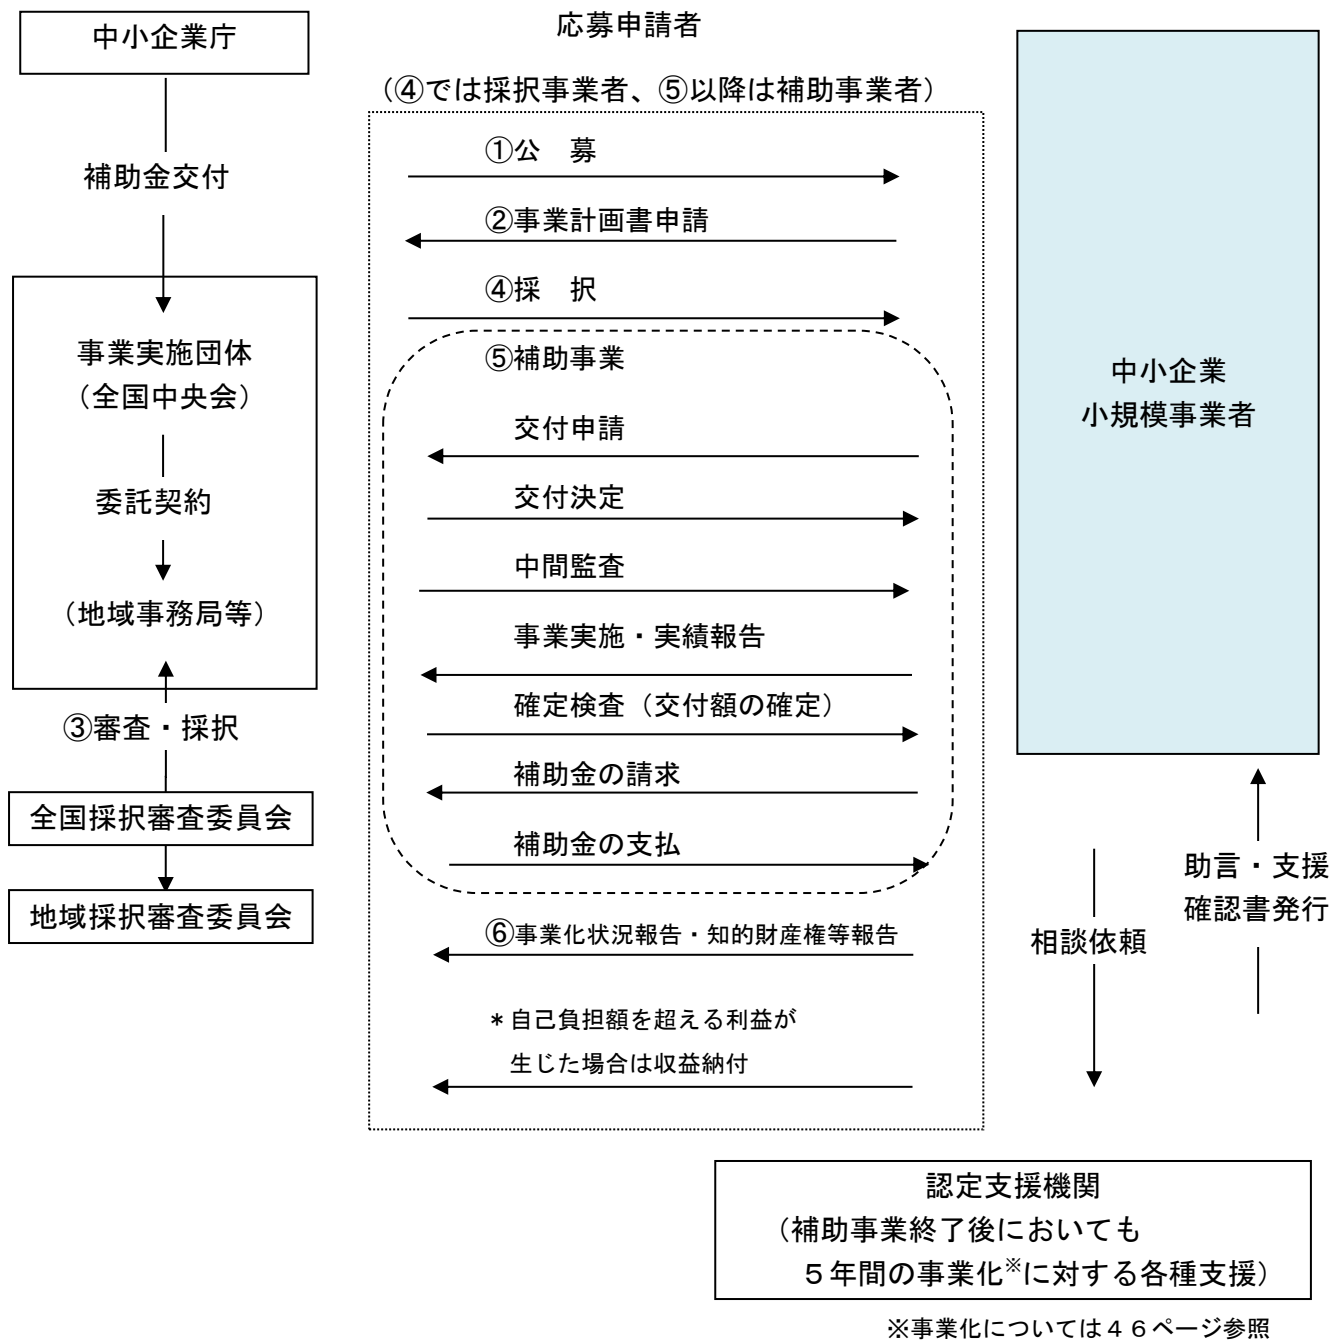 中小企業庁
補助金交付
事業実施団体
（全国中央会）
委託契約
（地域事務局等）
③審査・採択
全国採択審査委員会
地域採択審査委員会
応募申請者
（④では採択事業者、⑤以降は補助事業者）
①公　募
②事業計画書申請
④採　択
⑤補助事業
交付申請
交付決定
中間監査
事業実施・実績報告
確定検査（交付額の確定）
補助金の請求
補助金の支払
⑥事業化状況報告・知的財産権等報告
＊自己負担額を超える利益が
生じた場合は収益納付
中小企業
小規模事業者
相談依頼
助言・支援
確認書発行
認定支援機関
（補助事業終了後においても
５年間の事業化※に対する各種支援）
※事業化については４６ページ参照